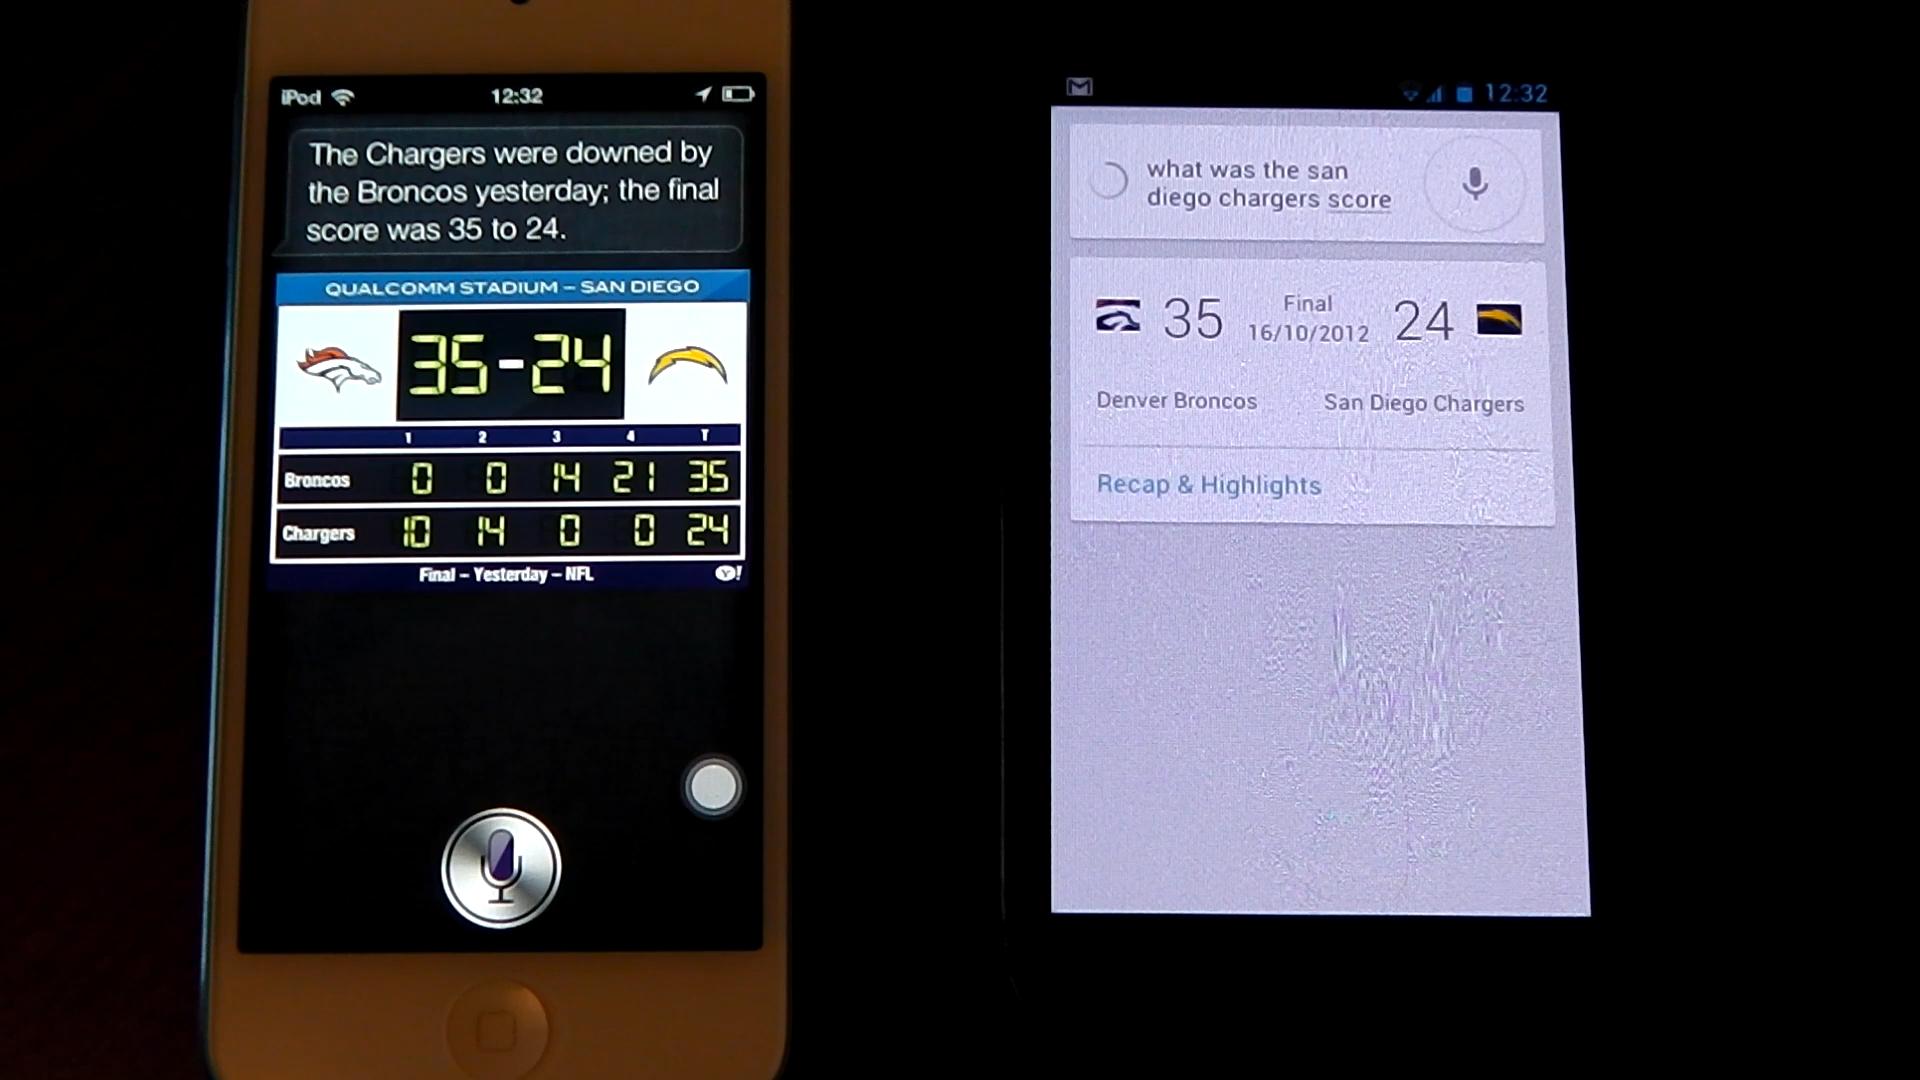 iPod 12:32
The Chargers were downed by
the Broncos yesterday; the final
score was 35 to 24.
QUALCOMM STADIUM – SAN DIEGO
35-24
1 2 3 4 T
Broncos 0 0 14 21 35
Chargers 10 14 0 0 24
Final – Yesterday – NFL Y!
12:32
what was the san
diego chargers score
35 Final 24
16/10/2012
Denver Broncos San Diego Chargers
Recap & Highlights